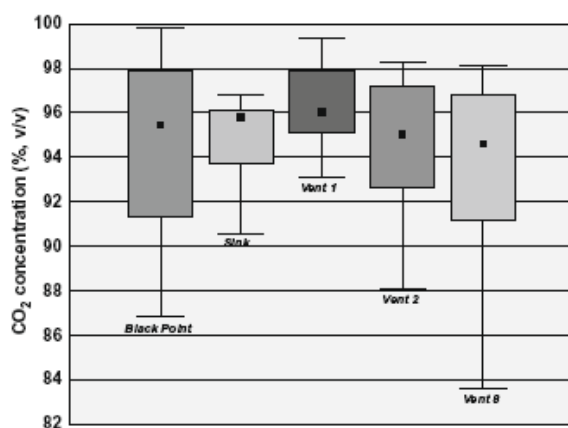 CO2 concentration (%, v/v)
100
98
96
94
92
90
88
86
84
82
Black Point
Sink
Vent 1
Vent 2
Vent 8